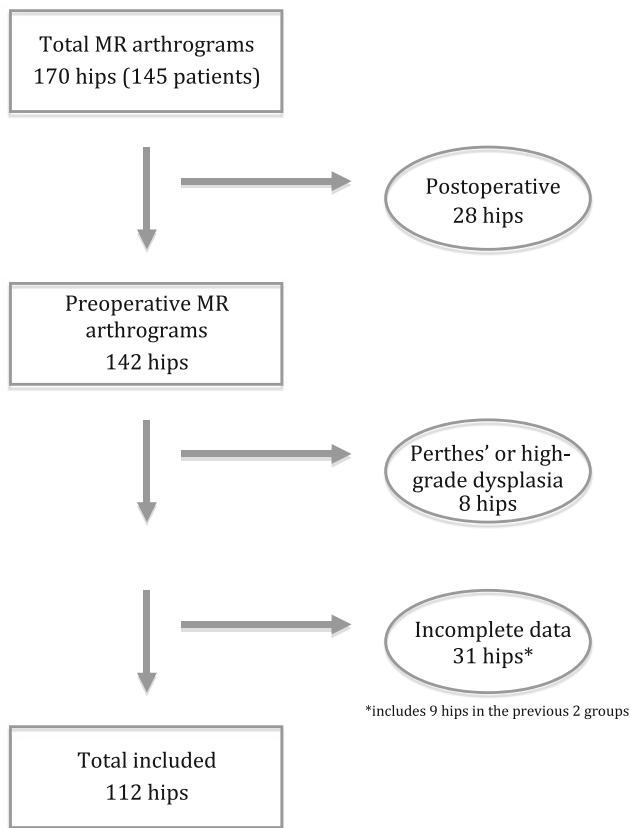 Total MR arthrograms
170 hips (145 patients)
Postoperative
28 hips
Preoperative MR
arthrograms
142 hips
Perthes’ or high-
grade dysplasia
8 hips
Incomplete data
31 hips*
*includes 9 hips in the previous 2 groups
Total included
112 hips